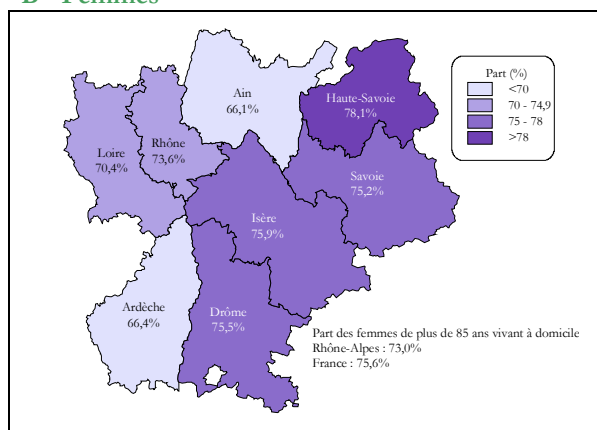 B - Femmes
Part (%)
<70
70 - 74,9
75 - 78
>78
Ain
66,1%
Haute-Savoie
78,1%
Rhône
73,6%
Loire
70,4%
Savoie
75,2%
Isère
75,9%
Ardèche
66,4%
Drôme
75,5%
Part des femmes de plus de 85 ans vivant à domicile
Rhône-Alpes : 73,0%
France : 75,6%